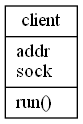 client
addr
sock
run()